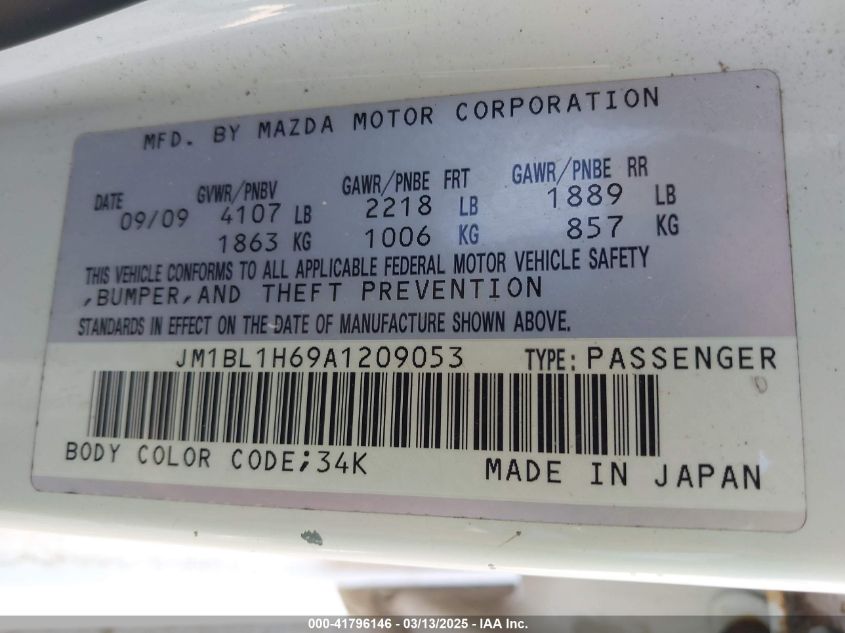 MFD. BY MAZDA MOTOR CORPORATION
DATE GVWR/PNBV GAWR/PNBE FRT GAWR/PNBE RR
09/09 4107 LB 2218 LB 1889 LB
1863 KG 1006 KG 857 KG
THIS VEHICLE CONFORMS TO ALL APPLICABLE FEDERAL MOTOR VEHICLE SAFETY
,BUMPER,AND THEFT PREVENTION
STANDARDS IN EFFECT ON THE DATE OF MANUFACTURE SHOWN ABOVE.
JM1BL1H69A1209053 TYPE: PASSENGER
BODY COLOR CODE;34K MADE IN JAPAN
000-41796146 - 03/13/2025 - IAA Inc.